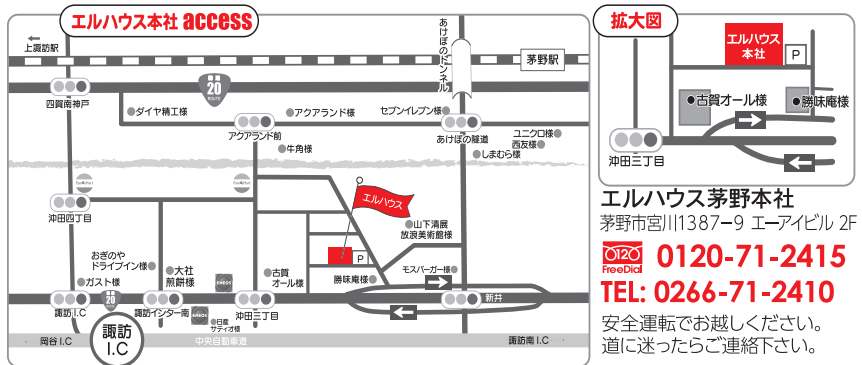 エルハウス本社 access
上諏訪駅
あけぼのトンネル
茅野駅
20
ROUTE
四賀南神戸
ダイヤ精工様
アクアランド様
セブンイレブン様
アクアランド前
あけぼの隧道
ユニクロ様
西友様
しまむら様
牛角様
FamilyMart
FamilyMart
エルハウス
沖田四丁目
山下清展
放浪美術館様
おぎのや
ドライブイン様
大社
煎餅様
古賀
オール様
P
勝味庵様
モスバーガー様
ガスト様
ENEOS
20
諏訪I.C
諏訪インター南
ENEOS
日産
サティオ様
沖田三丁目
新井
岡谷I.C
諏訪
I.C
中央自動車道
諏訪南I.C
拡大図
エルハウス
本社
P
古賀オール様
勝味庵様
沖田三丁目
エルハウス茅野本社
茅野市宮川1387-9 エーアイビル 2F
0120
FreeDial
0120-71-2415
TEL: 0266-71-2410
安全運転でお越しください。
道に迷ったらご連絡下さい。